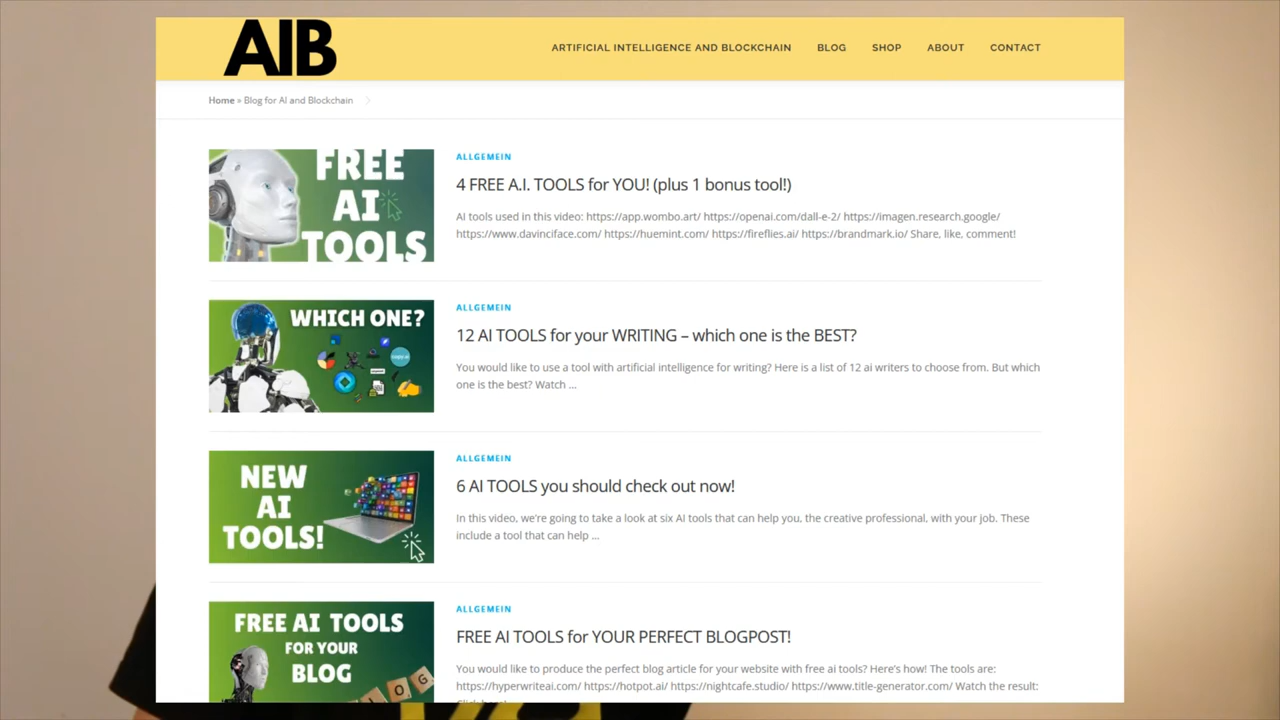 AIB
ARTIFICIAL INTELLIGENCE AND BLOCKCHAIN BLOG SHOP ABOUT CONTACT
Home » Blog for AI and Blockchain
FREE
AI
TOOLS
ALLGEMEIN
4 FREE A.I. TOOLS for YOU! (plus 1 bonus tool!)
AI tools used in this video: https://app.wombo.art/ https://openai.com/dall-e-2/ https://imagen.research.google/
https://www.davinciface.com/ https://huemint.com/ https://fireflies.ai/ https://brandmark.io/ Share, like, comment!
WHICH ONE?
ALLGEMEIN
12 AI TOOLS for your WRITING – which one is the BEST?
You would like to use a tool with artificial intelligence for writing? Here is a list of 12 ai writers to choose from. But which
one is the best? Watch ...
NEW
AI
TOOLS!
ALLGEMEIN
6 AI TOOLS you should check out now!
In this video, we're going to take a look at six AI tools that can help you, the creative professional, with your job. These
include a tool that can help ...
FREE AI TOOLS
FOR YOUR
BLOG
ALLGEMEIN
FREE AI TOOLS for YOUR PERFECT BLOGPOST!
You would like to produce the perfect blog article for your website with free ai tools? Here's how! The tools are:
https://hyperwriteai.com/ https://hotpot.ai/ https://nightcafe.studio/ https://www.title-generator.com/ Watch the result: